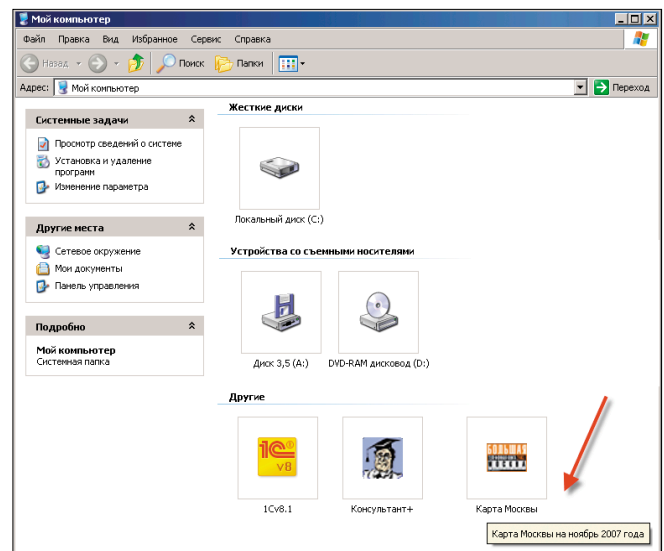 Мой компьютер
Файл Правка Вид Избранное Сервис Справка
Назад Поиск Папки
Адрес: Мой компьютер Переход
Системные задачи
Просмотр сведений о системе
Установка и удаление
программ
Изменение параметра
Другие места
Сетевое окружение
Мои документы
Панель управления
Подробно
Мой компьютер
Системная папка
Жесткие диски
Локальный диск (C:)
Устройства со съемными носителями
Диск 3,5 (A:) DVD-RAM дисковод (D:)
Другие
1С
v8
1Cv8.1
Консультант+
БОЛЬШАЯ
МОСКВА
Карта Москвы
Карта Москвы на ноябрь 2007 года